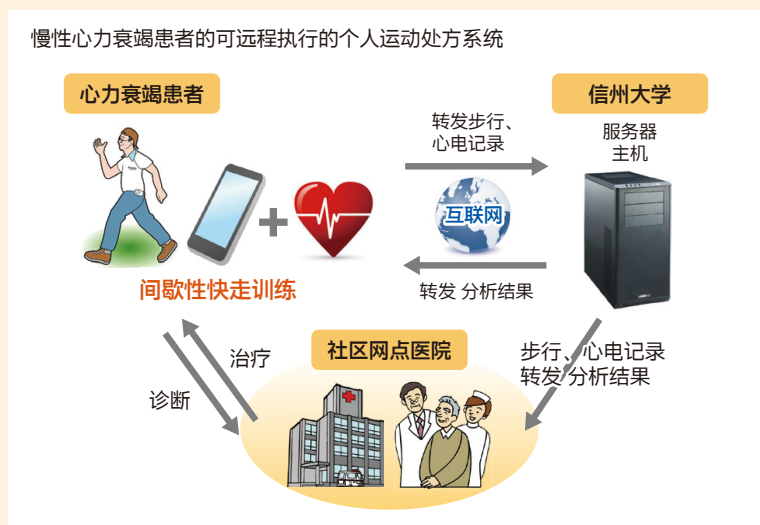 慢性心力衰竭患者的可远程执行的个人运动处方系统
心力衰竭患者
信州大学
转发步行、
心电记录
服务器
主机
互联网
间歇性快走训练
转发 分析结果
社区网点医院
治疗
诊断
步行、心电记录
转发 分析结果